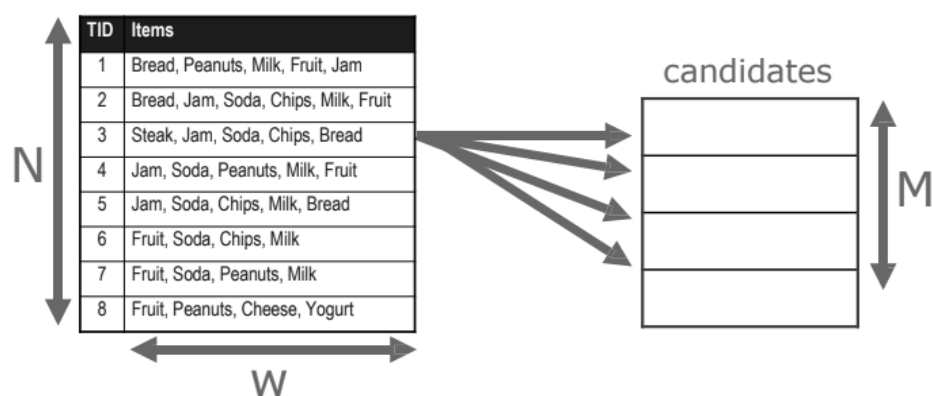 TID Items
1 Bread, Peanuts, Milk, Fruit, Jam
2 Bread, Jam, Soda, Chips, Milk, Fruit
3 Steak, Jam, Soda, Chips, Bread
4 Jam, Soda, Peanuts, Milk, Fruit
5 Jam, Soda, Chips, Milk, Bread
6 Fruit, Soda, Chips, Milk
7 Fruit, Soda, Peanuts, Milk
8 Fruit, Peanuts, Cheese, Yogurt
N
w
candidates
M